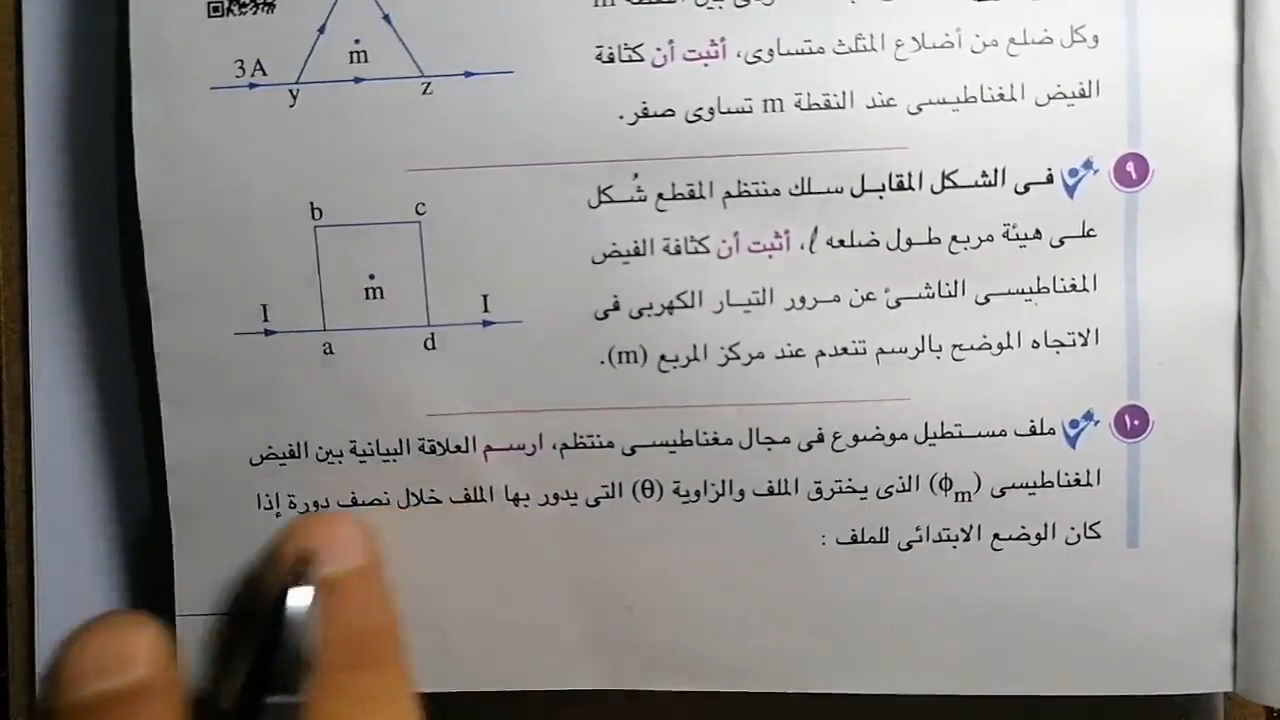 وكل ضلع من أضلاع المثلث متساوى، أثبت أن كثافة
الفيض المغناطيسى عند النقطة m تساوى صفر.
3A
m
y
z
٩
فى الشكل المقابل سلك منتظم المقطع شُكل
على هيئة مربع طول ضلعه l، أثبت أن كثافة الفيض
المغناطيسى الناشئ عن مرور التيار الكهربى فى
الاتجاه الموضح بالرسم تنعدم عند مركز المربع (m).
b
c
m
I
I
a
d
١٠
ملف مستطيل موضوع فى مجال مغناطيسى منتظم، ارسم العلاقة البيانية بين الفيض
المغناطيسى (ϕm) الذى يخترق الملف والزاوية (θ) التى يدور بها الملف خلال نصف دورة إذا
كان الوضع الابتدائى للملف :